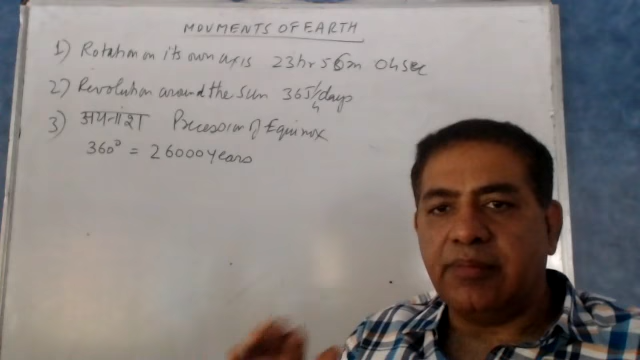 MOVMENTS OF EARTH
1) Rotation on its own axis 23hr 56m 04sec
2) Revolution around the Sun 365 1/4 days
3) अयनांश Precession of Equinox
360° = 26000 years